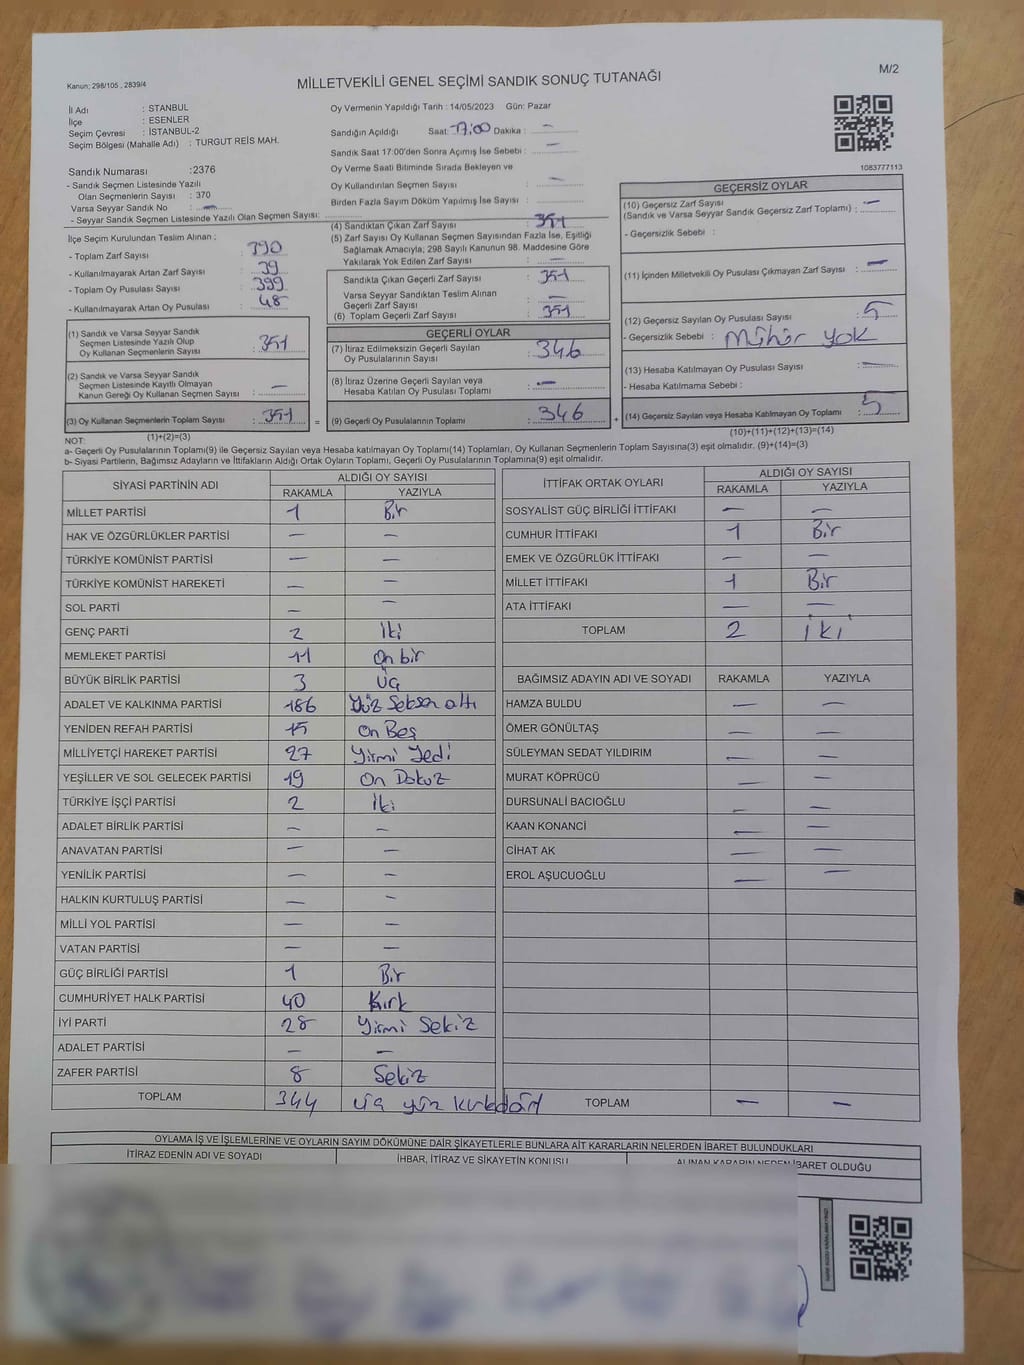 M/2
Kanun; 298/105 , 2839/4
MİLLETVEKİLİ GENEL SEÇİMİ SANDIK SONUÇ TUTANAĞI
İl Adı : STANBUL
İlçe : ESENLER
Seçim Çevresi : İSTANBUL-2
Seçim Bölgesi (Mahalle Adı) : TURGUT REİS MAH.
Sandık Numarası :2376
- Sandık Seçmen Listesinde Yazılı
Olan Seçmenlerin Sayısı : 370
Varsa Seyyar Sandık No : —
- Seyyar Sandık Seçmen Listesinde Yazılı Olan Seçmen Sayısı:
İlçe Seçim Kurulundan Teslim Alınan ;
- Toplam Zarf Sayısı : 390
- Kullanılmayarak Artan Zarf Sayısı : 39
- Toplam Oy Pusulası Sayısı : 399
- Kullanılmayarak Artan Oy Pusulası : 48
(1) Sandık ve Varsa Seyyar Sandık
Seçmen Listesinde Yazılı Olup
Oy Kullanan Seçmenlerin Sayısı : 351
(2) Sandık ve Varsa Seyyar Sandık
Seçmen Listesinde Kayıtlı Olmayan
Kanun Gereği Oy Kullanan Seçmen Sayısı : —
(3) Oy Kullanan Seçmenlerin Toplam Sayısı : 351
(1)+(2)=(3)
Oy Vermenin Yapıldığı Tarih : 14/05/2023 Gün: Pazar
Sandığın Açıldığı Saat: 17:00 Dakika : —
Sandık Saat 17:00'den Sonra Açımış İse Sebebi : —
Oy Verme Saati Bitiminde Sırada Bekleyen ve
Oy Kullandırılan Seçmen Sayısı : —
Birden Fazla Sayım Döküm Yapılmış İse Sayısı :
(4) Sandıktan Çıkan Zarf Sayısı : 351
(5) Zarf Sayısı Oy Kullanan Seçmen Sayısından Fazla İse, Eşitliği
Sağlamak Amacıyla, 298 Sayılı Kanunun 98. Maddesine Göre
Yakılarak Yok Edilen Zarf Sayısı : —
Sandıkta Çıkan Geçerli Zarf Sayısı : 351
Varsa Seyyar Sandıktan Teslim Alınan
Geçerli Zarf Sayısı : —
(6) Toplam Geçerli Zarf Sayısı : 351
GEÇERLİ OYLAR
(7) İtiraz Edilmeksizin Geçerli Sayılan
Oy Pusulalarının Sayısı : 346
(8) İtiraz Üzerine Geçerli Sayılan veya
Hesaba Katılan Oy Pusulaları Toplamı : —
= (9) Geçerli Oy Pusulalarının Toplamı : 346 +
1083777113
GEÇERSİZ OYLAR
(10) Geçersiz Zarf Sayısı
(Sandık ve Varsa Seyyar Sandık Geçersiz Zarf Toplamı) : —
- Geçersizlik Sebebi :
(11) İçinden Milletvekili Oy Pusulası Çıkmayan Zarf Sayısı : —
(12) Geçersiz Sayılan Oy Pusulası Sayısı : 5
- Geçersizlik Sebebi : Mühür yok
(13) Hesaba Katılmayan Oy Pusulası Sayısı : —
- Hesaba Katılmama Sebebi :
(14) Geçersiz Sayılan veya Hesaba Katılmayan Oy Toplamı : 5
(10)+(11)+(12)+(13)=(14)
NOT:
a- Geçerli Oy Pusulalarının Toplamı(9) ile Geçersiz Sayılan veya Hesaba katılmayan Oy Toplamı(14) Toplamları, Oy Kullanan Seçmenlerin Toplam Sayısına(3) eşit olmalıdır. (9)+(14)=(3)
b- Siyasi Partilerin, Bağımsız Adayların ve İttifakların Aldığı Ortak Oyların Toplamı, Geçerli Oy Pusulalarının Toplamına(9) eşit olmalıdır.
SİYASİ PARTİNİN ADI ALDIĞI OY SAYISI
RAKAMLA YAZIYLA
MİLLET PARTİSİ 1 Bir
HAK VE ÖZGÜRLÜKLER PARTİSİ — —
TÜRKİYE KOMÜNİST PARTİSİ — —
TÜRKİYE KOMÜNİST HAREKETİ — —
SOL PARTİ — —
GENÇ PARTİ 2 İki
MEMLEKET PARTİSİ 11 On bir
BÜYÜK BİRLİK PARTİSİ 3 Üç
ADALET VE KALKINMA PARTİSİ 186 Yüz Seksen altı
YENİDEN REFAH PARTİSİ 15 On Beş
MİLLİYETÇİ HAREKET PARTİSİ 27 Yirmi Yedi
YEŞİLLER VE SOL GELECEK PARTİSİ 19 On Dokuz
TÜRKİYE İŞÇİ PARTİSİ 2 İki
ADALET BİRLİK PARTİSİ — —
ANAVATAN PARTİSİ — —
YENİLİK PARTİSİ — —
HALKIN KURTULUŞ PARTİSİ — —
MİLLİ YOL PARTİSİ — —
VATAN PARTİSİ — —
GÜÇ BİRLİĞİ PARTİSİ 1 Bir
CUMHURİYET HALK PARTİSİ 40 Kırk
İYİ PARTİ 28 Yirmi Sekiz
ADALET PARTİSİ — —
ZAFER PARTİSİ 8 Sekiz
TOPLAM 344 üç yüz kırkdört
İTTİFAK ORTAK OYLARI ALDIĞI OY SAYISI
RAKAMLA YAZIYLA
SOSYALİST GÜÇ BİRLİĞİ İTTİFAKI — —
CUMHUR İTTİFAKI 1 Bir
EMEK VE ÖZGÜRLÜK İTTİFAKI — —
MİLLET İTTİFAKI 1 Bir
ATA İTTİFAKI — —
TOPLAM 2 İki
BAĞIMSIZ ADAYIN ADI VE SOYADI RAKAMLA YAZIYLA
HAMZA BULDU — —
ÖMER GÖNÜLTAŞ — —
SÜLEYMAN SEDAT YILDIRIM — —
MURAT KÖPRÜCÜ — —
DURSUNALİ BACIOĞLU — —
KAAN KONANCİ — —
CİHAT AK — —
EROL AŞUCUOĞLU — —
TOPLAM — —
OYLAMA İŞ VE İŞLEMLERİNE VE OYLARIN SAYIM DÖKÜMÜNE DAİR ŞİKAYETLERLE BUNLARA AİT KARARLARIN NELERDEN İBARET BULUNDUKLARI
İTİRAZ EDENİN ADI VE SOYADI
İHBAR, İTİRAZ VE ŞİKAYETİN KONUSU
ALINAN KARARIN NEDEN İBARET OLDUĞU